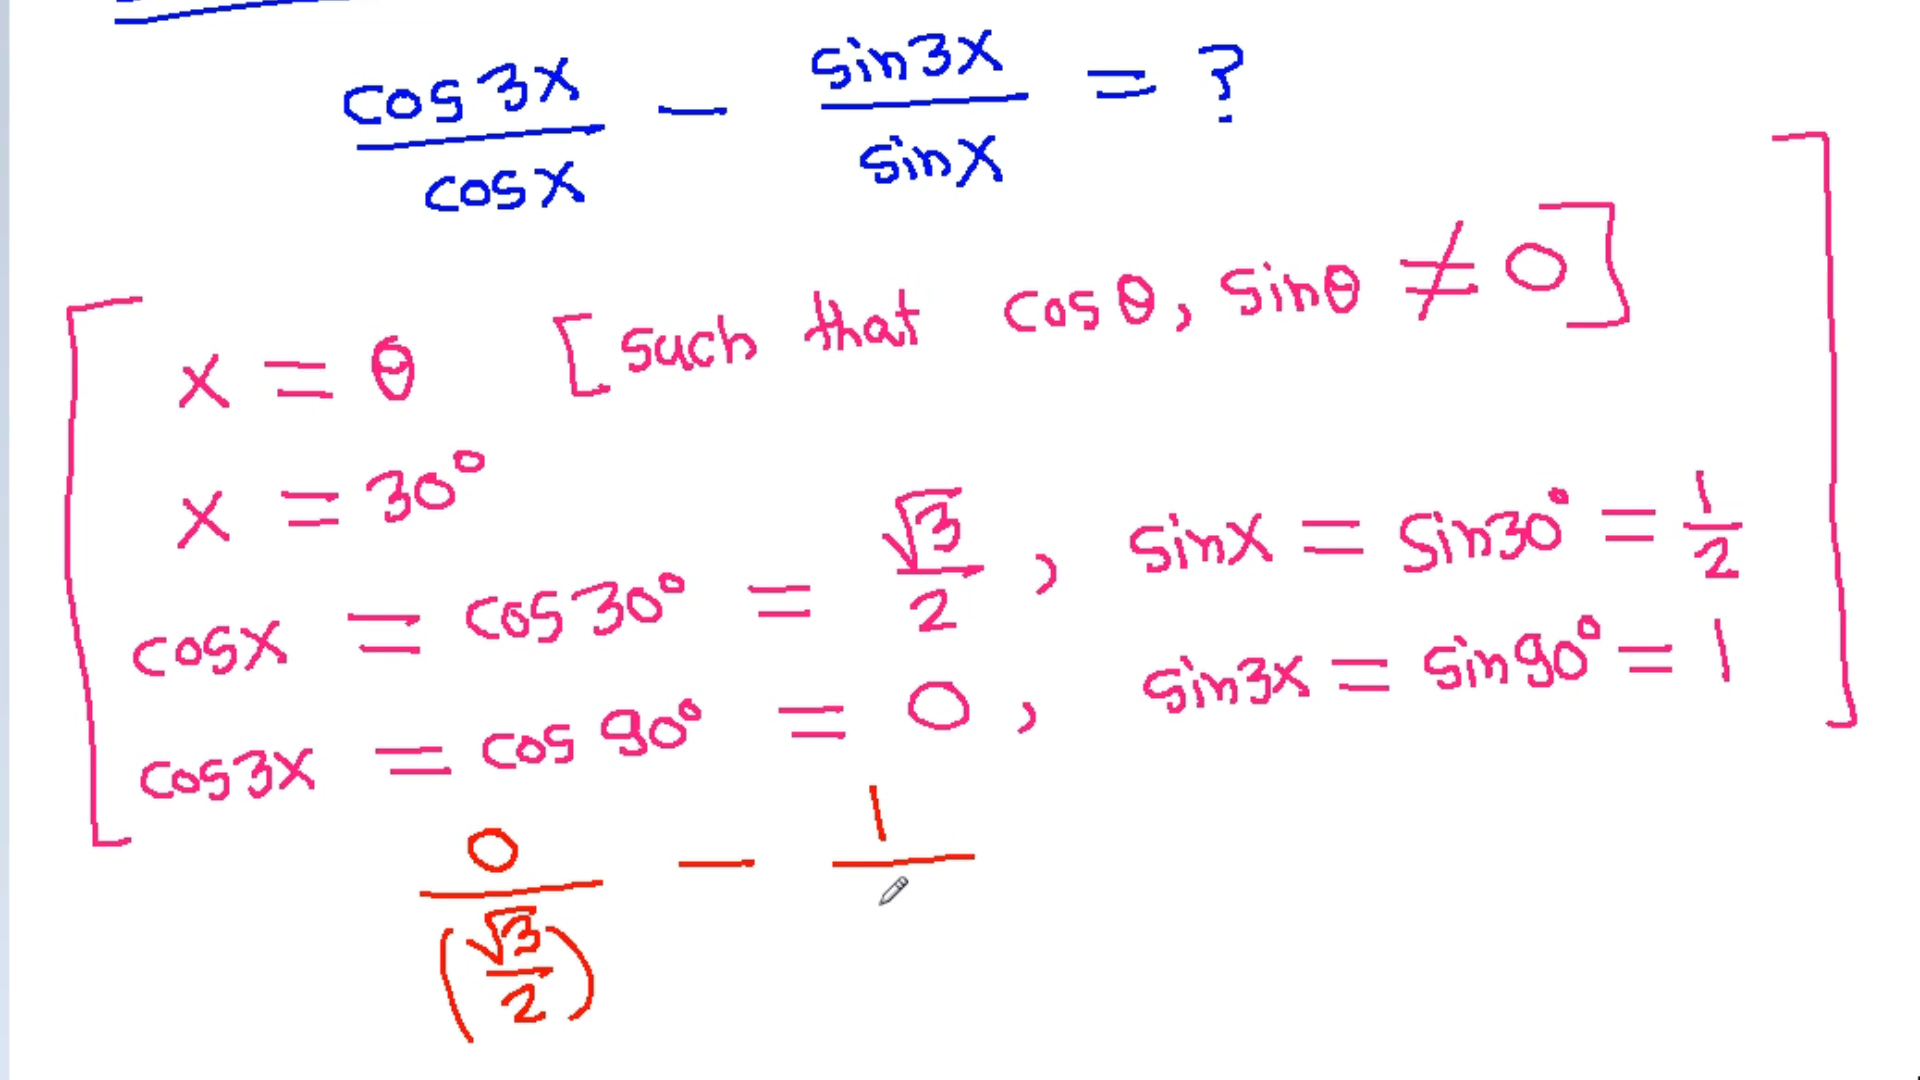 cos3x/cosx − sin3x/sinx = ?
x = θ [such that cosθ, sinθ ≠ 0]
x = 30°
cosx = cos30° = √3/2, sinx = sin30° = 1/2
cos3x = cos90° = 0, sin3x = sin90° = 1
0/(√3/2) − 1/